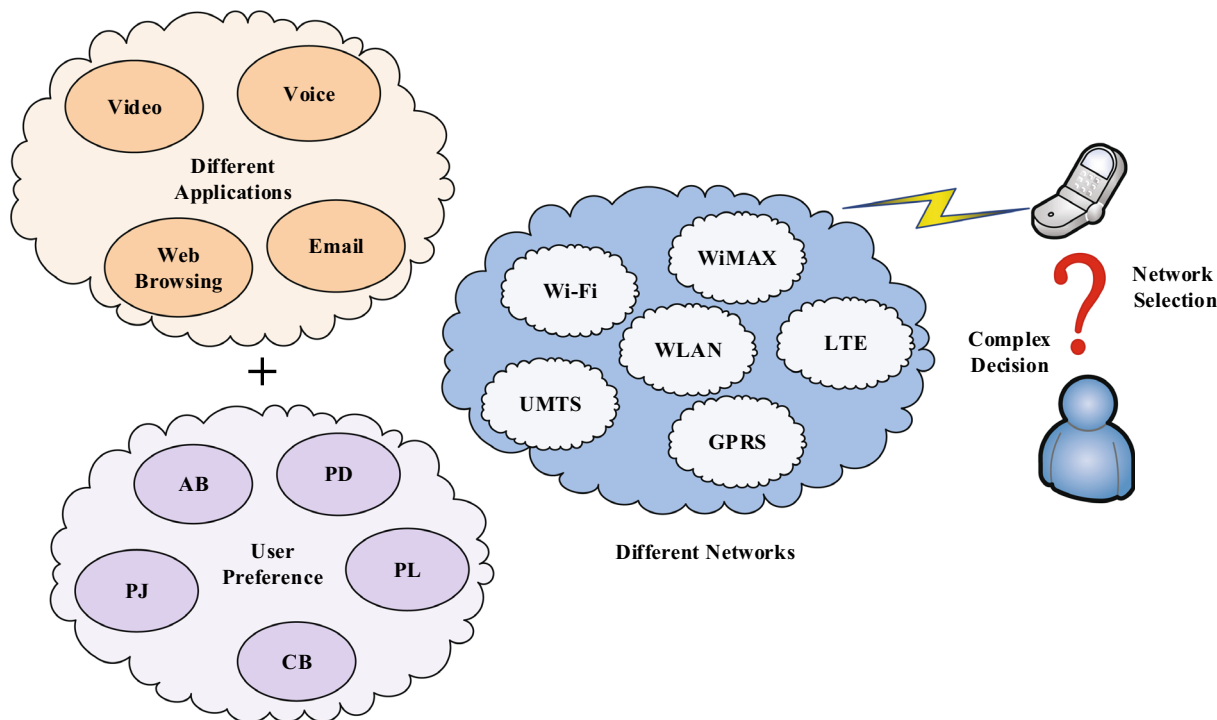 Video
Voice
Different
Applications
Web
Browsing
Email
+
AB
PD
User
Preference
PJ
PL
CB
WiMAX
Wi-Fi
WLAN
LTE
UMTS
GPRS
Different Networks
Network
Selection
?
Complex
Decision